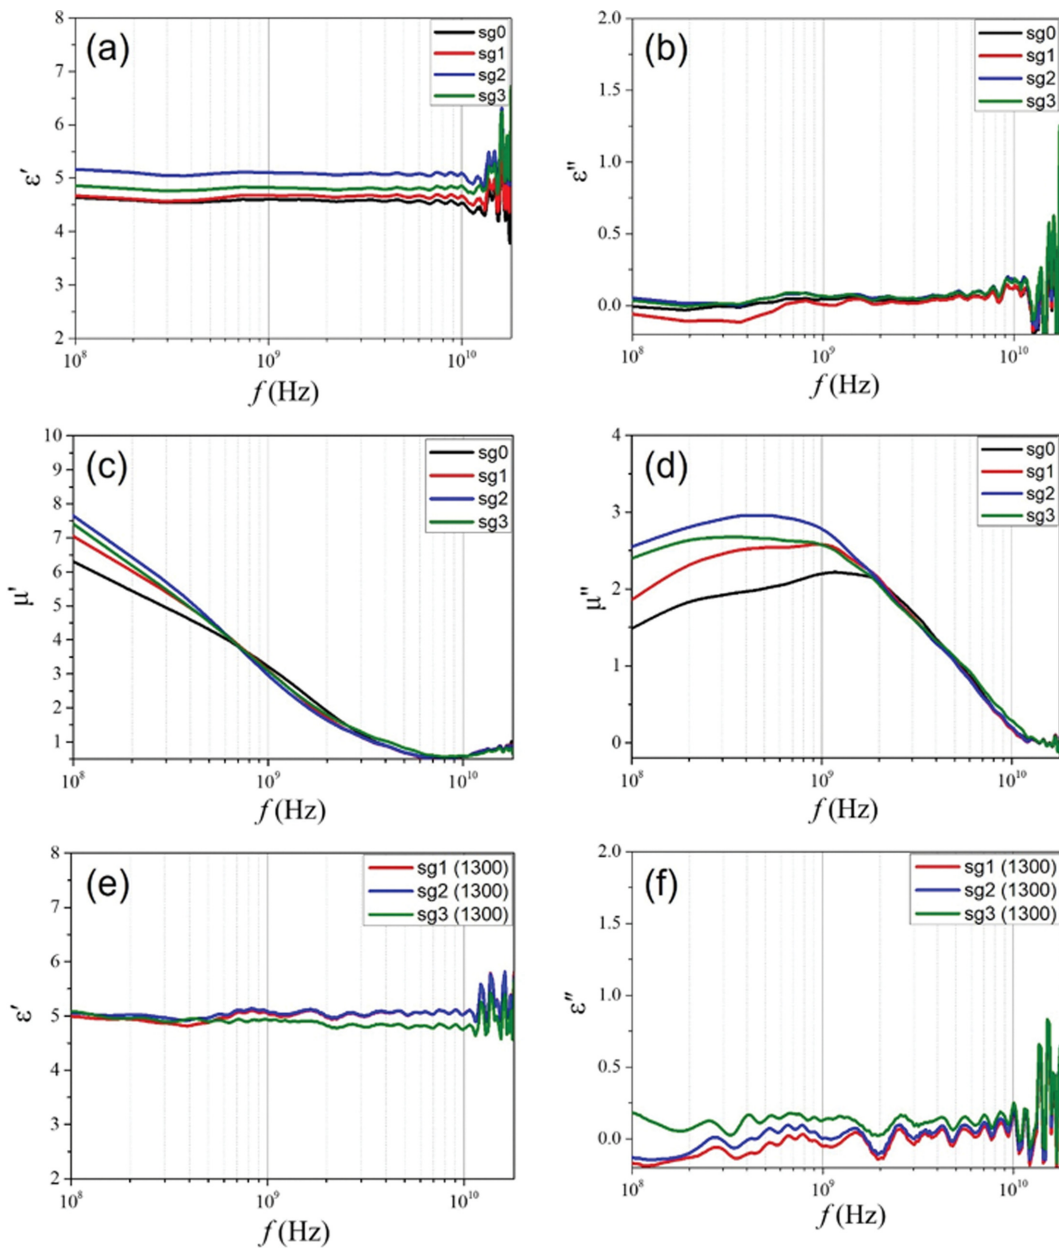 (a)
sg0
sg1
sg2
sg3
8
7
6
5
4
3
2
ε′
10⁸
10⁹
10¹⁰
f (Hz)
(b)
sg0
sg1
sg2
sg3
2.0
1.5
1.0
0.5
0.0
ε″
10⁸
10⁹
10¹⁰
f (Hz)
(c)
sg0
sg1
sg2
sg3
10
9
8
7
6
5
4
3
2
1
μ'
10⁸
10⁹
10¹⁰
f (Hz)
(d)
sg0
sg1
sg2
sg3
4
3
2
1
0
μ"
10⁸
10⁹
10¹⁰
f (Hz)
(e)
sg1 (1300)
sg2 (1300)
sg3 (1300)
8
7
6
5
4
3
2
ε′
10⁸
10⁹
10¹⁰
f (Hz)
(f)
sg1 (1300)
sg2 (1300)
sg3 (1300)
2.0
1.5
1.0
0.5
0.0
ε″
10⁸
10⁹
10¹⁰
f (Hz)